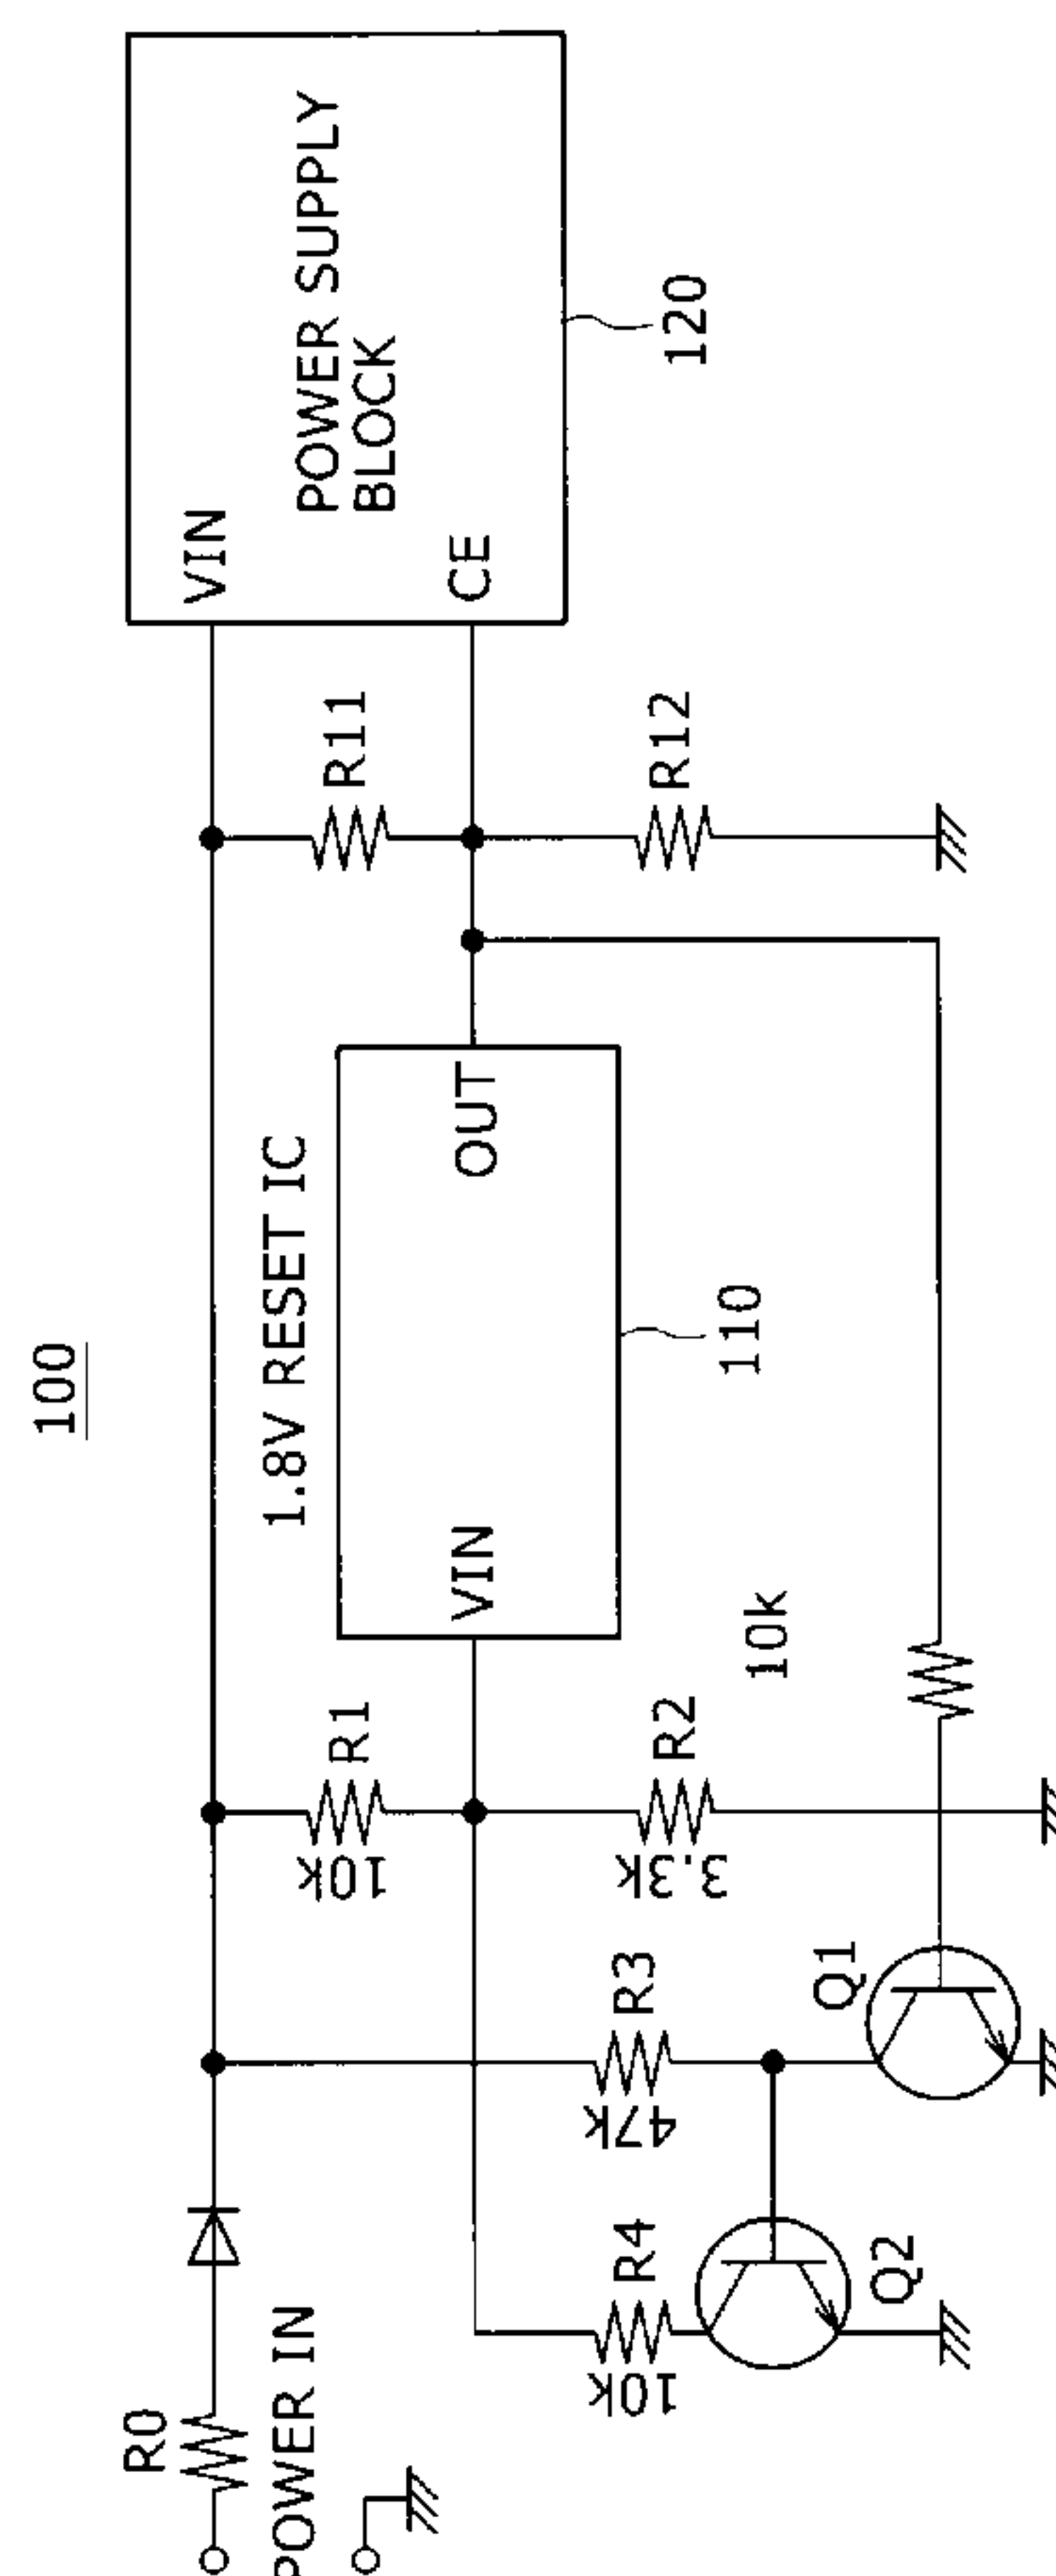 100
R0
POWER IN
1.8V RESET IC
VIN
OUT
110
VIN
POWER SUPPLY
BLOCK
CE
120
R1
10k
R2
3.3k
R3
47k
R4
10k
10k
Q1
Q2
R11
R12